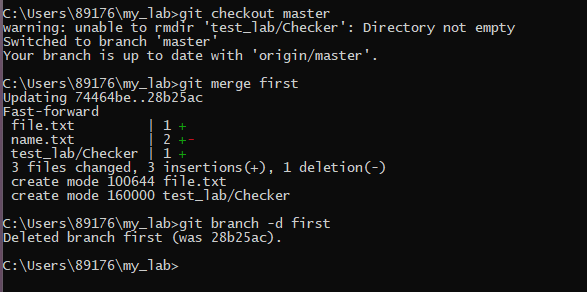 C:\Users\89176\my_lab>git checkout master
warning: unable to rmdir 'test_lab/Checker': Directory not empty
Switched to branch 'master'
Your branch is up to date with 'origin/master'.
C:\Users\89176\my_lab>git merge first
Updating 74464be..28b25ac
Fast-forward
file.txt | 1 +
name.txt | 2 +-
test_lab/Checker | 1 +
3 files changed, 3 insertions(+), 1 deletion(-)
create mode 100644 file.txt
create mode 160000 test_lab/Checker
C:\Users\89176\my_lab>git branch -d first
Deleted branch first (was 28b25ac).
C:\Users\89176\my_lab>